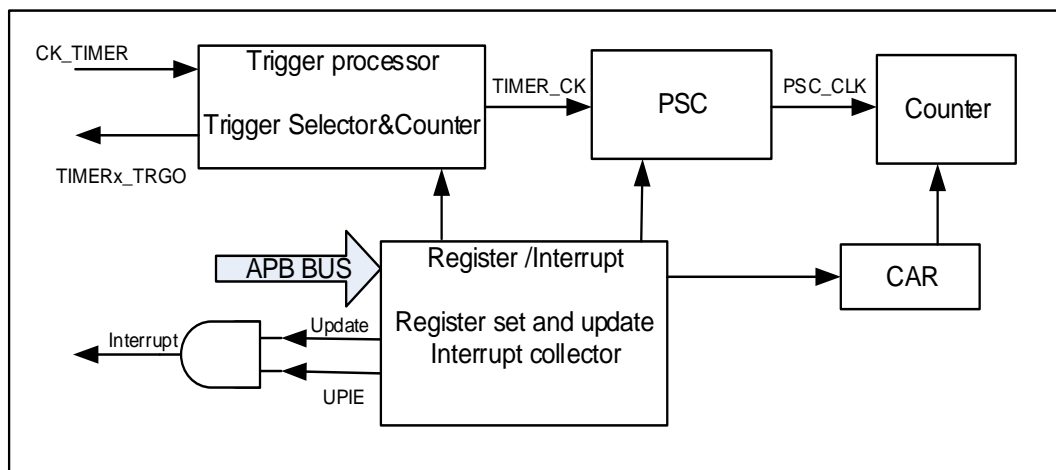 CK_TIMER
TIMERx_TRGO
Trigger processor
Trigger Selector&Counter
TIMER_CK
PSC
PSC_CLK
Counter
APB BUS
Register /Interrupt
Register set and update
Interrupt collector
CAR
Update
UPIE
Interrupt